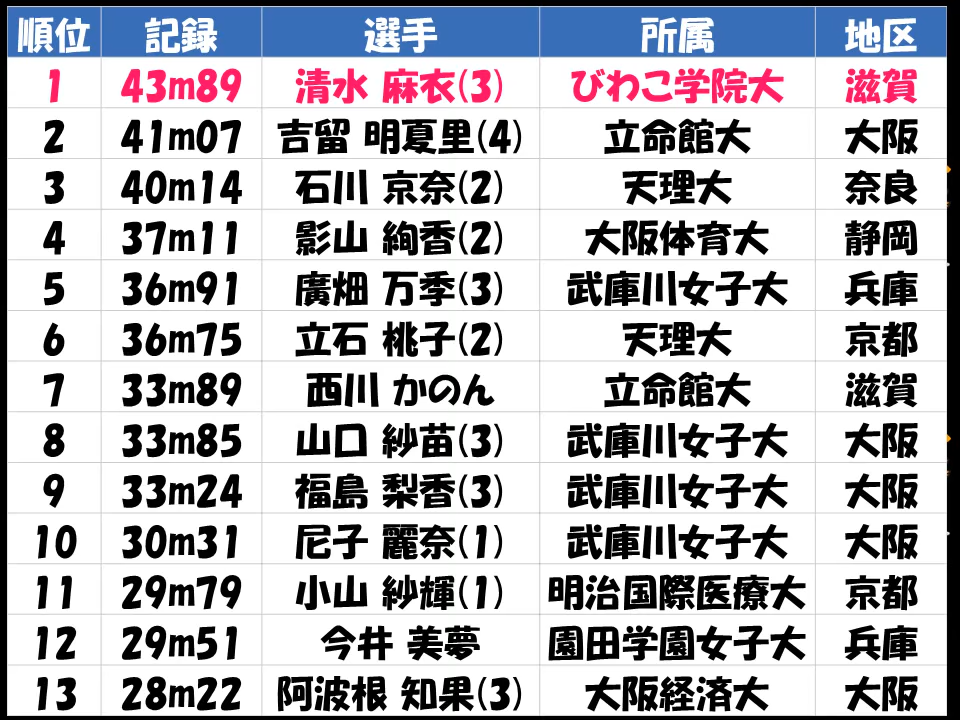 順位 記録 選手 所属 地区
1 43m89 清水 麻衣(3) びわこ学院大 滋賀
2 41m07 吉留 明夏里(4) 立命館大 大阪
3 40m14 石川 京奈(2) 天理大 奈良
4 37m11 影山 絢香(2) 大阪体育大 静岡
5 36m91 廣畑 万季(3) 武庫川女子大 兵庫
6 36m75 立石 桃子(2) 天理大 京都
7 33m89 西川 かのん 立命館大 滋賀
8 33m85 山口 紗苗(3) 武庫川女子大 大阪
9 33m24 福島 梨香(3) 武庫川女子大 大阪
10 30m31 尼子 麗奈(1) 武庫川女子大 大阪
11 29m79 小山 紗輝(1) 明治国際医療大 京都
12 29m51 今井 美夢 園田学園女子大 兵庫
13 28m22 阿波根 知果(3) 大阪経済大 大阪